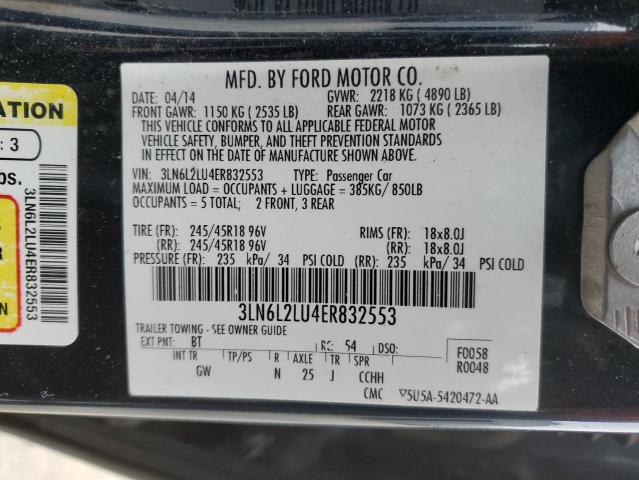 MFD. BY FORD MOTOR CO.
DATE: 04/14 GVWR: 2218 KG ( 4890 LB)
FRONT GAWR: 1150 KG ( 2535 LB) REAR GAWR: 1073 KG ( 2365 LB)
THIS VEHICLE CONFORMS TO ALL APPLICABLE FEDERAL MOTOR
VEHICLE SAFETY, BUMPER, AND THEFT PREVENTION STANDARDS
IN EFFECT ON THE DATE OF MANUFACTURE SHOWN ABOVE.
VIN: 3LN6L2LU4ER832553 TYPE: Passenger Car
MAXIMUM LOAD = OCCUPANTS + LUGGAGE = 385KG/ 850LB
OCCUPANTS: 5 TOTAL; 2 FRONT, 3 REAR
TIRE (FR): 245/45R18 96V RIMS (FR): 18x8.0J
(RR): 245/45R18 96V (RR): 18x8.0J
PRESSURE (FR): 235 kPa/ 34 PSI COLD (RR): 235 kPa/ 34 PSI COLD
3LN6L2LU4ER832553
TRAILER TOWING - SEE OWNER GUIDE
EXT PNT: BT RC: 54 DSO: F0058
INT TR TP/PS R AXLE TR SPR R0048
GW N 25 J CCHH
CMC 5U5A-5420472-AA
ATION
: 3
bs.
S
R
N
3LN6L2LU4ER832553